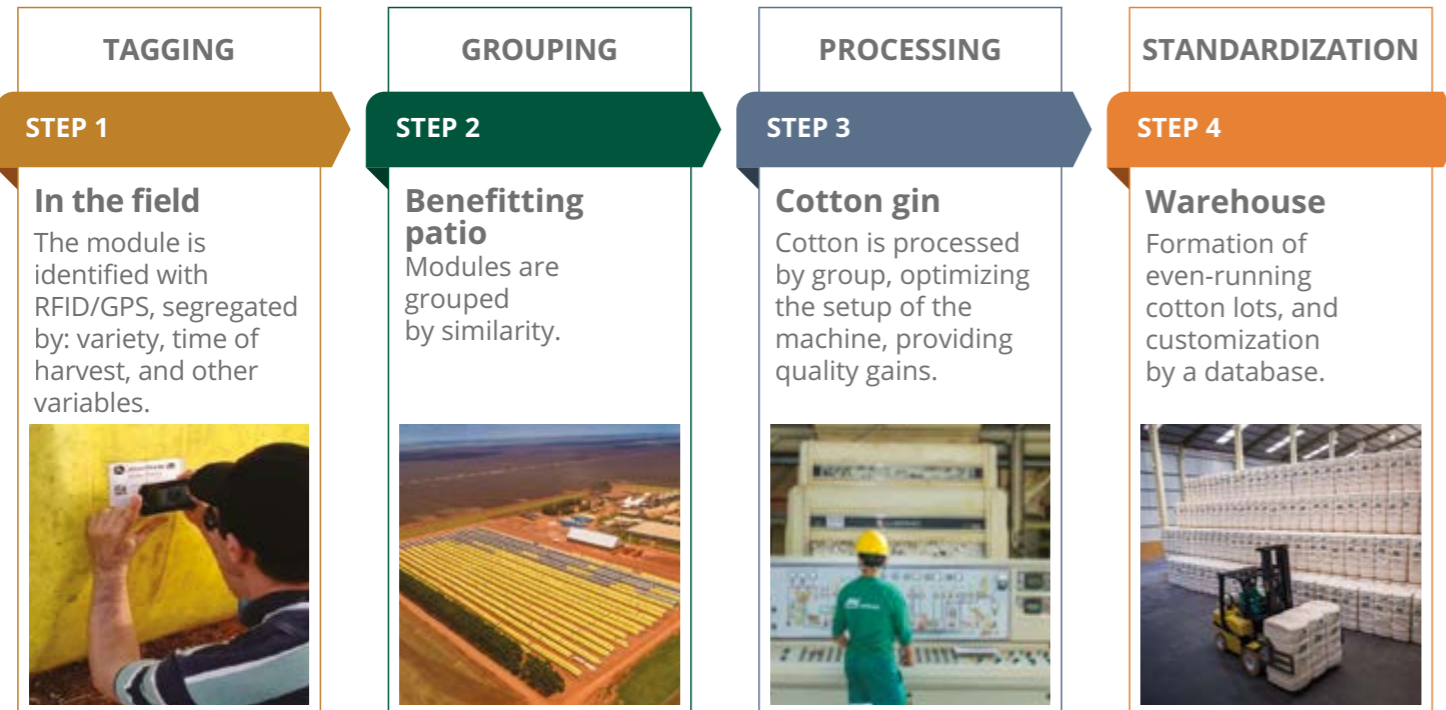 TAGGING
STEP 1
In the field
The module is
identified with
RFID/GPS, segregated
by: variety, time of
harvest, and other
variables.
GROUPING
STEP 2
Benefitting
patio
Modules are
grouped
by similarity.
PROCESSING
STEP 3
Cotton gin
Cotton is processed
by group, optimizing
the setup of the
machine, providing
quality gains.
STANDARDIZATION
STEP 4
Warehouse
Formation of
even-running
cotton lots, and
customization
by a database.